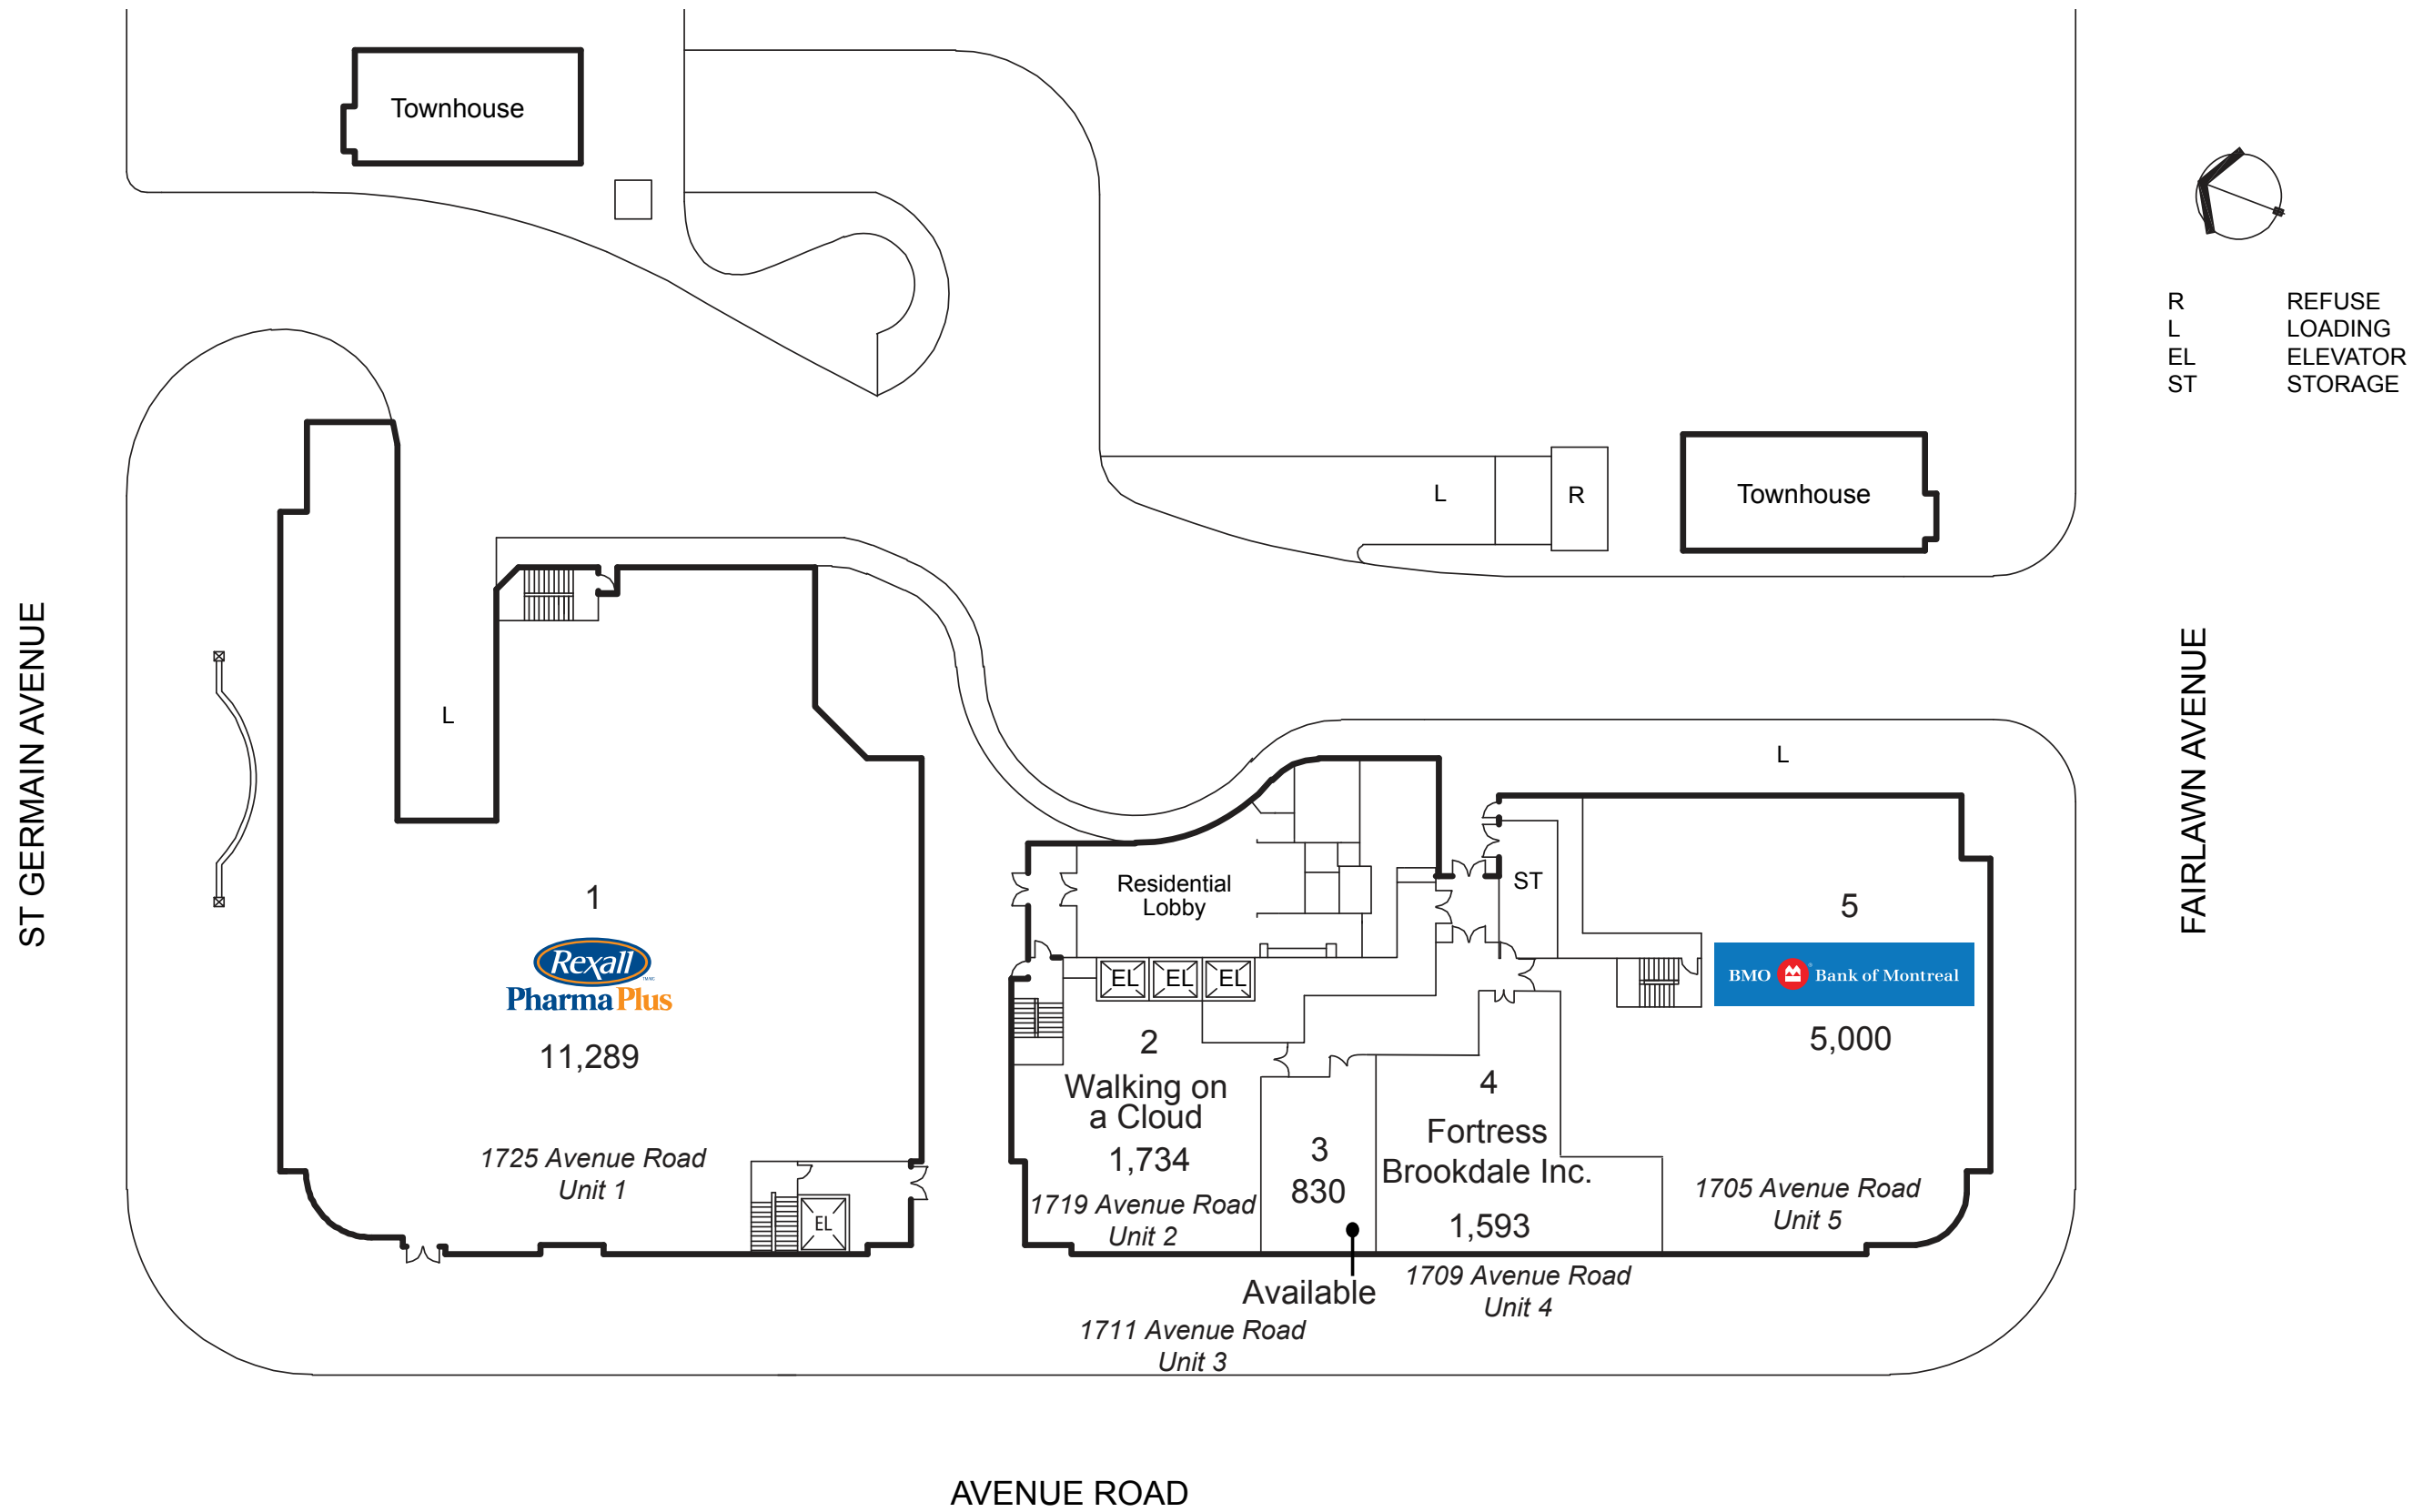 Townhouse
R REFUSE
L LOADING
EL ELEVATOR
ST STORAGE
L
R
Townhouse
ST GERMAIN AVENUE
FAIRLAWN AVENUE
L
L
1
Rexall
Pharma Plus
11,289
1725 Avenue Road
Unit 1
EL
Residential
Lobby
EL
EL
EL
ST
2
Walking on
a Cloud
1,734
1719 Avenue Road
Unit 2
3
830
Available
1711 Avenue Road
Unit 3
4
Fortress
Brookdale Inc.
1,593
1709 Avenue Road
Unit 4
5
BMO Bank of Montreal
5,000
1705 Avenue Road
Unit 5
AVENUE ROAD